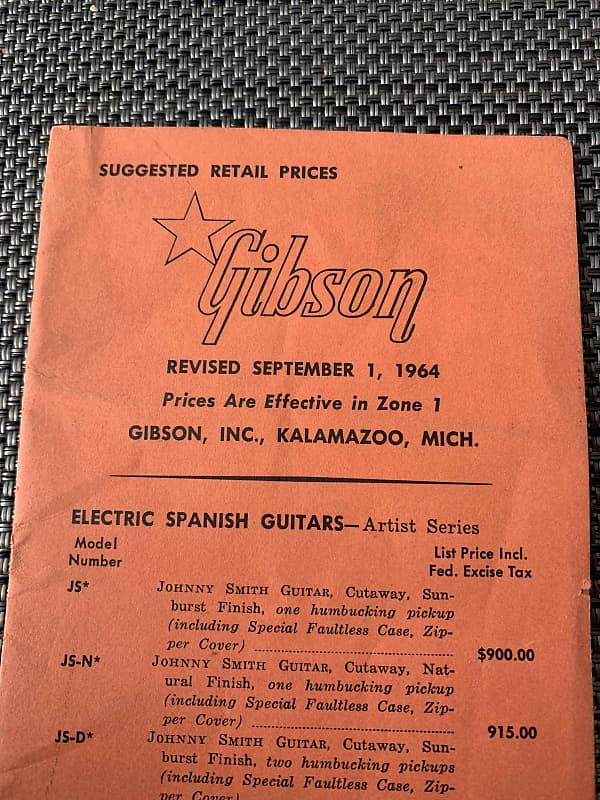 SUGGESTED RETAIL PRICES
Gibson
REVISED SEPTEMBER 1, 1964
Prices Are Effective in Zone 1
GIBSON, INC., KALAMAZOO, MICH.
ELECTRIC SPANISH GUITARS—Artist Series
Model
Number
List Price Incl.
Fed. Excise Tax
JS* JOHNNY SMITH GUITAR, Cutaway, Sun-
burst Finish, one humbucking pickup
(including Special Faultless Case, Zip-
per Cover) $900.00
JS-N* JOHNNY SMITH GUITAR, Cutaway, Nat-
ural Finish, one humbucking pickup
(including Special Faultless Case, Zip-
per Cover) 915.00
JS-D* JOHNNY SMITH GUITAR, Cutaway, Sun-
burst Finish, two humbucking pickups
(including Special Faultless Case, Zip-
per Cover)